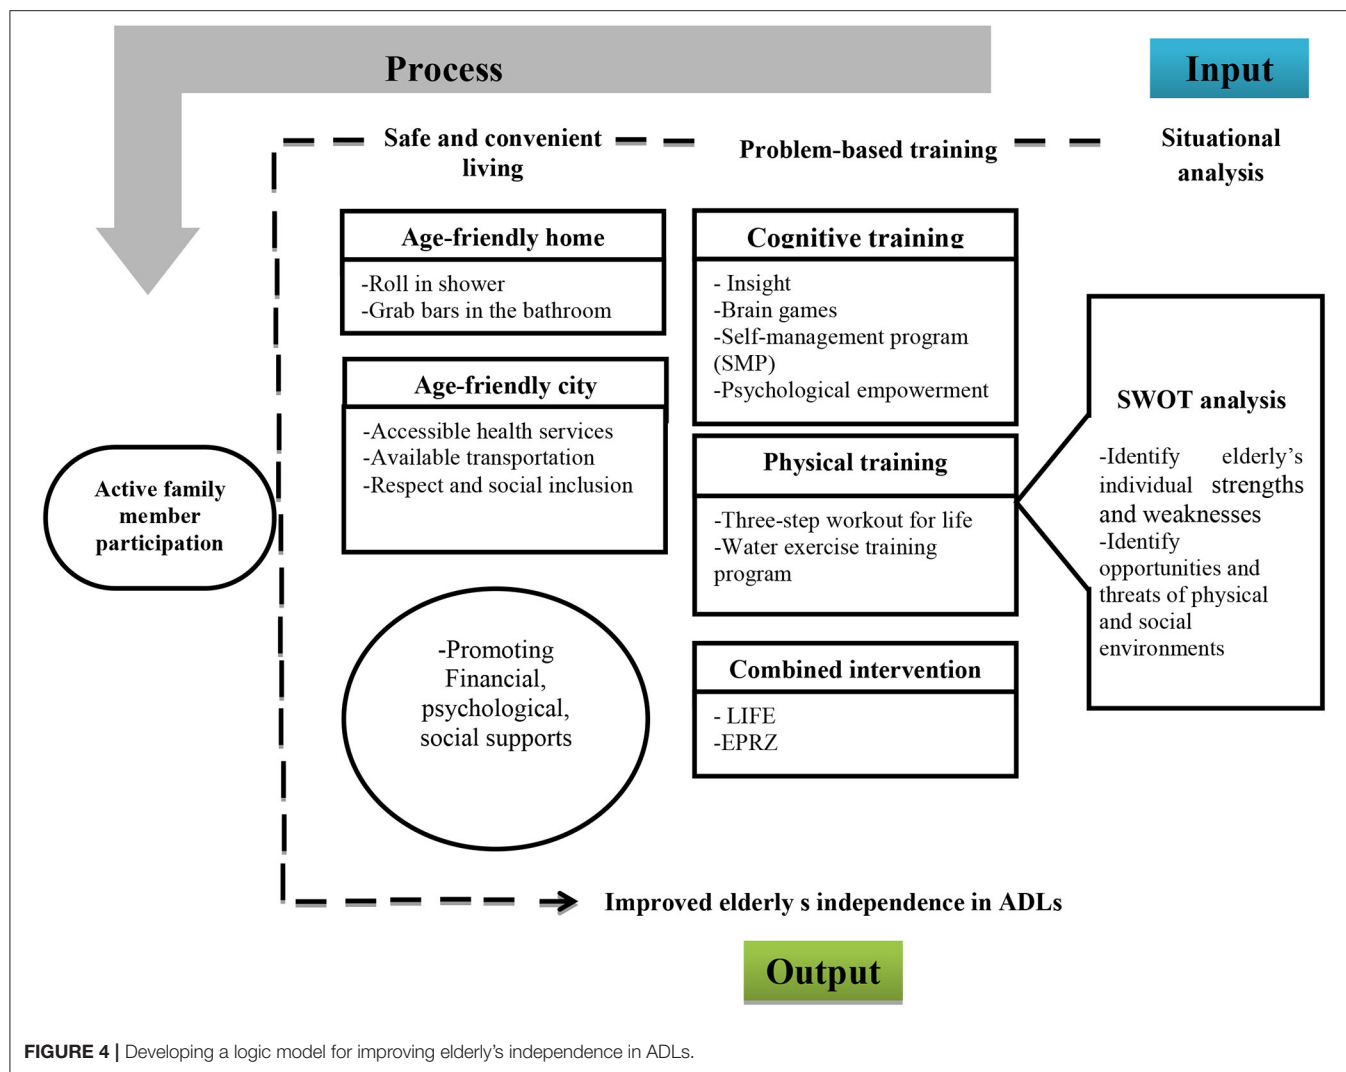 Process
Input
Safe and convenient
living
Problem-based training
Situational
analysis
Age-friendly home
-Roll in shower
-Grab bars in the bathroom
Age-friendly city
-Accessible health services
-Available transportation
-Respect and social inclusion
-Promoting
Financial,
psychological,
social supports
Cognitive training
- Insight
-Brain games
-Self-management program
(SMP)
-Psychological empowerment
Physical training
-Three-step workout for life
-Water exercise training
program
Combined intervention
- LIFE
-EPRZ
SWOT analysis
-Identify elderly’s
individual strengths
and weaknesses
-Identify
opportunities and
threats of physical
and social
environments
Active family
member
participation
Improved elderly s independence in ADLs
Output
FIGURE 4 | Developing a logic model for improving elderly’s independence in ADLs.